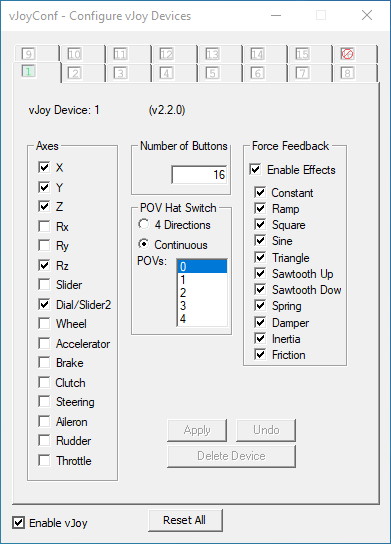 vJoyConf - Configure vJoy Devices
9 10 11 12 13 14 15
1 2 3 4 5 6 7 8
vJoy Device: 1 (v2.2.0)
Axes
X
Y
Z
Rx
Ry
Rz
Slider
Dial/Slider2
Wheel
Accelerator
Brake
Clutch
Steering
Aileron
Rudder
Throttle
Number of Buttons
16
POV Hat Switch
4 Directions
Continuous
POVs:
0
1
2
3
4
Force Feedback
Enable Effects
Constant
Ramp
Square
Sine
Triangle
Sawtooth Up
Sawtooth Dow
Spring
Damper
Inertia
Friction
Apply Undo
Delete Device
Enable vJoy Reset All